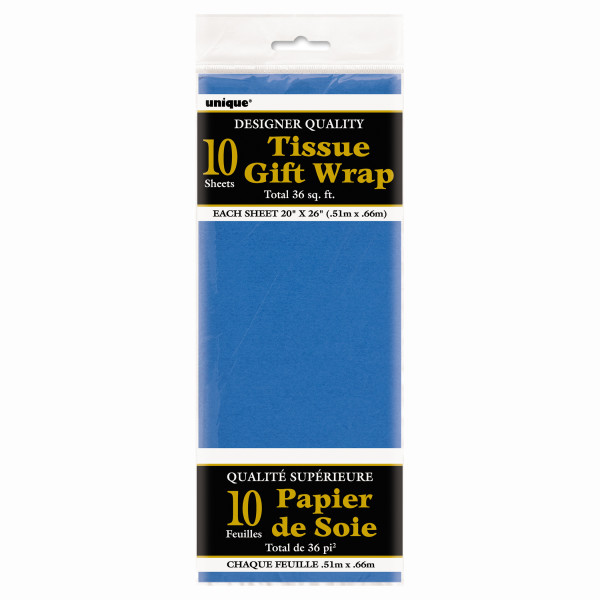 unique®
DESIGNER QUALITY
10 Sheets
Tissue
Gift Wrap
Total 36 sq. ft.
EACH SHEET 20" X 26" (.51m x .66m)
QUALITÉ SUPÉRIEURE
10 Feuilles
Papier
de Soie
Total de 36 pi²
CHAQUE FEUILLE .51m x .66m